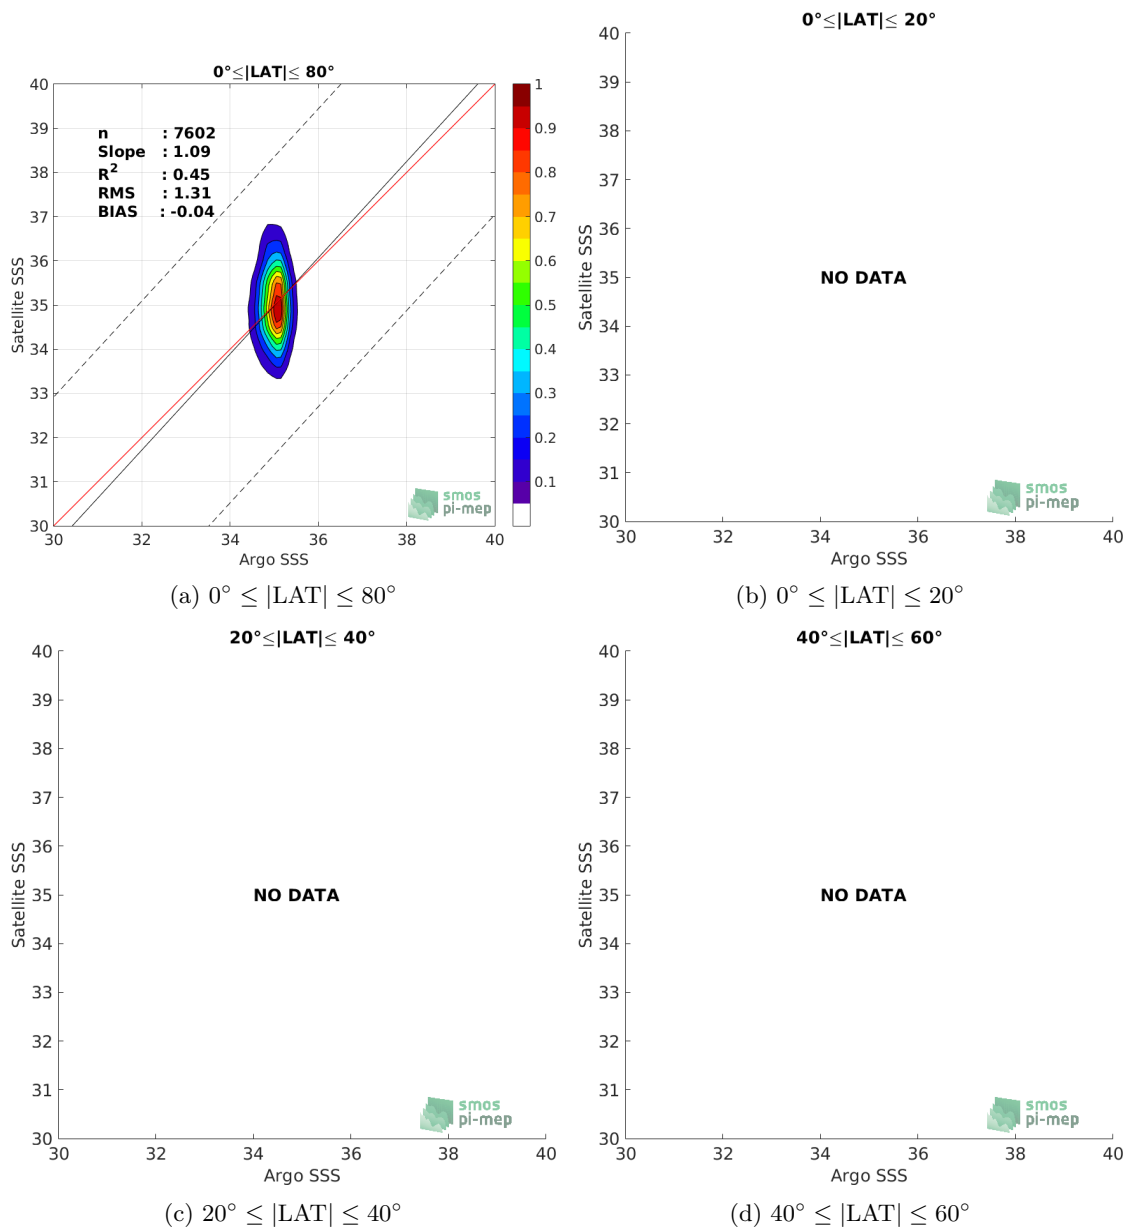 0°≤|LAT|≤ 80°
40
39
38
37
36
35
34
33
32
31
30
Satellite SSS
n : 7602
Slope : 1.09
R² : 0.45
RMS : 1.31
BIAS : -0.04
smos
pi-mep
30 32 34 36 38 40
Argo SSS
1
0.9
0.8
0.7
0.6
0.5
0.4
0.3
0.2
0.1
(a) 0° ≤ |LAT| ≤ 80°
0°≤|LAT|≤ 20°
40
39
38
37
36
35
34
33
32
31
30
Satellite SSS
NO DATA
smos
pi-mep
30 32 34 36 38 40
Argo SSS
(b) 0° ≤ |LAT| ≤ 20°
20°≤|LAT|≤ 40°
40
39
38
37
36
35
34
33
32
31
30
Satellite SSS
NO DATA
smos
pi-mep
30 32 34 36 38 40
Argo SSS
(c) 20° ≤ |LAT| ≤ 40°
40°≤|LAT|≤ 60°
40
39
38
37
36
35
34
33
32
31
30
Satellite SSS
NO DATA
smos
pi-mep
30 32 34 36 38 40
Argo SSS
(d) 40° ≤ |LAT| ≤ 60°